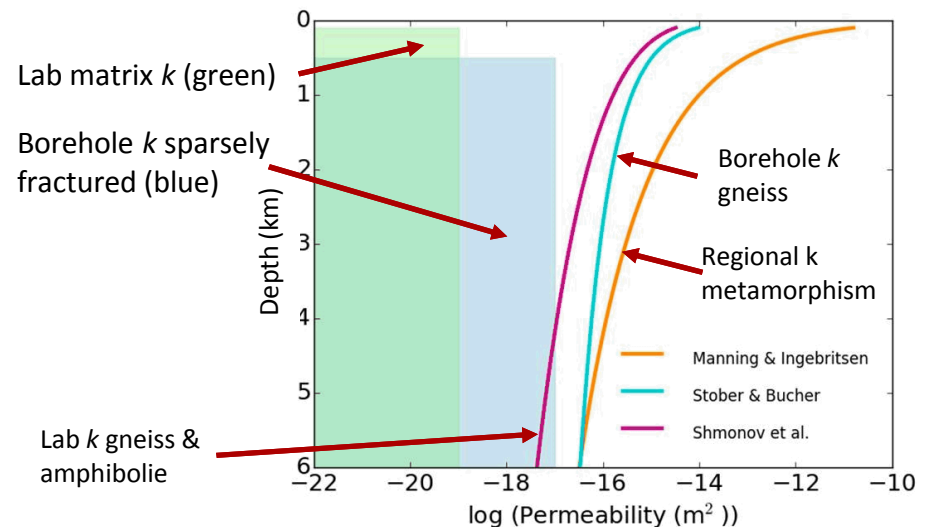 Lab matrix k (green)
Borehole k sparsely
fractured (blue)
Lab k gneiss &
amphibolie
Depth (km)
0
1
2
3
4
5
6
Borehole k
gneiss
Regional k
metamorphism
Manning & Ingebritsen
Stober & Bucher
Shmonov et al.
−22 −20 −18 −16 −14 −12 −10
log (Permeability (m² ))